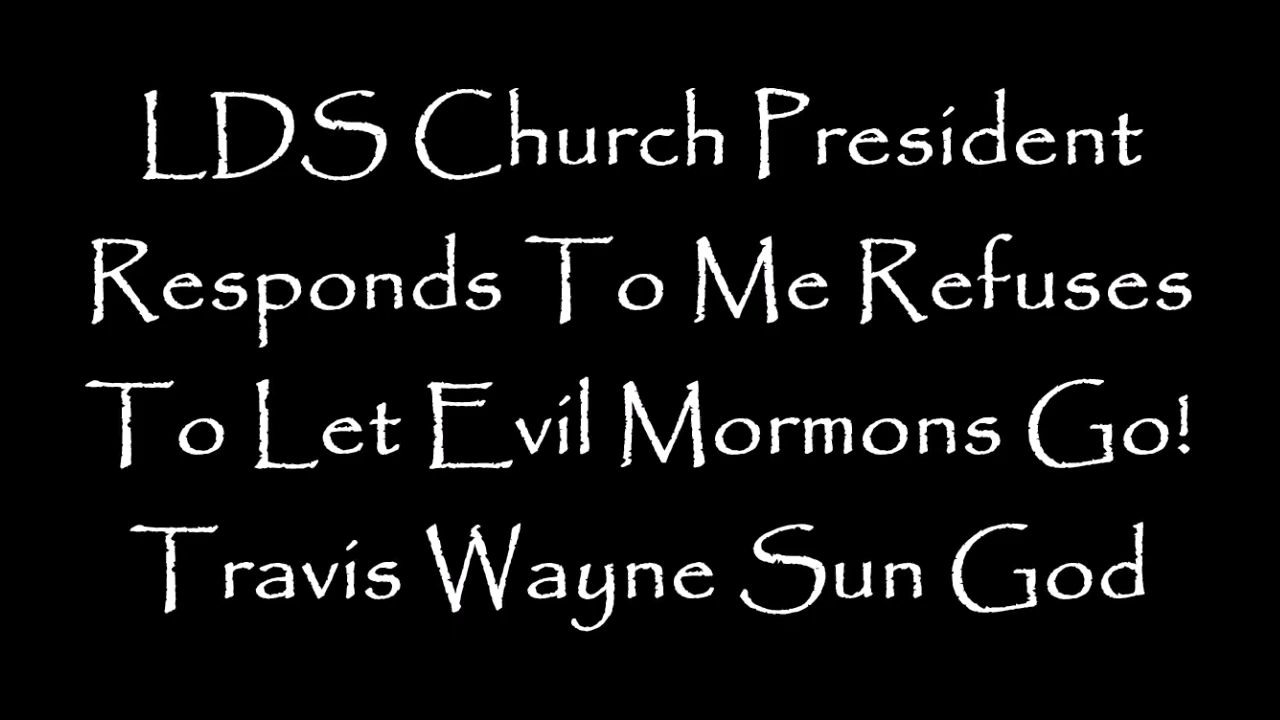 LDS Church President
Responds To Me Refuses
To Let Evil Mormons Go!
Travis Wayne Sun God